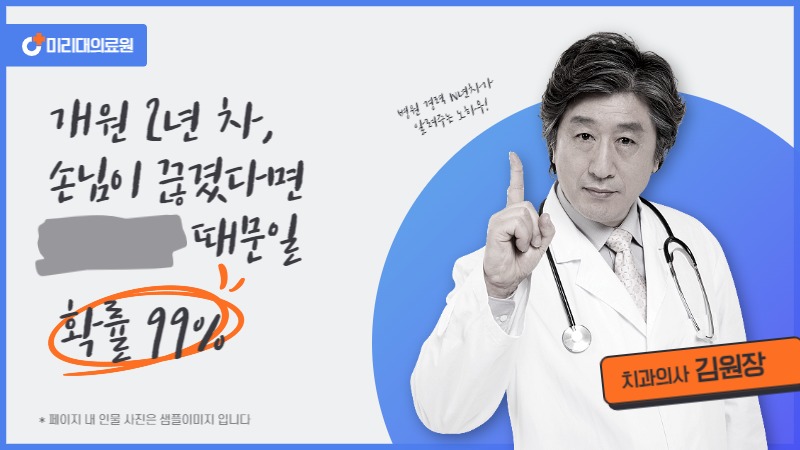 미리대의료원
개원 2년 차,
손님이 끊겼다면
때문일
확률 99%
병원 경력 N년차가
알려주는 노하우!
치과의사 김원장
* 페이지 내 인물 사진은 샘플이미지 입니다